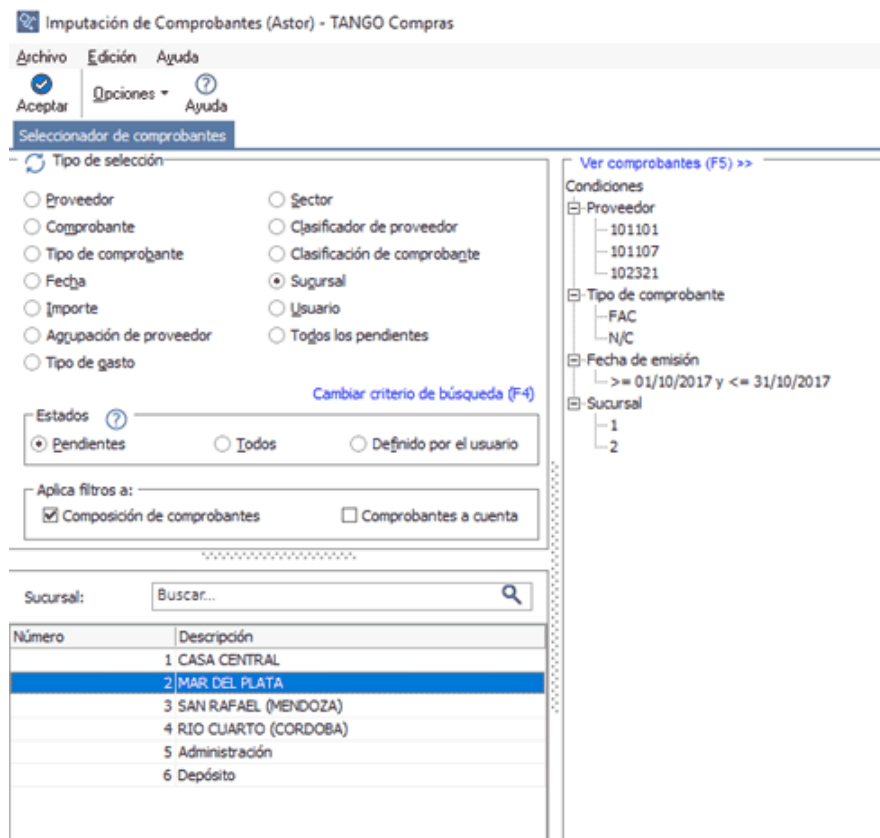 Imputación de Comprobantes (Astor) - TANGO Compras
Archivo Edición Ayuda
Aceptar Opciones Ayuda
Seleccionador de comprobantes
Tipo de selección
Proveedor
Comprobante
Tipo de comprobante
Fecha
Importe
Agrupación de proveedor
Tipo de gasto
Sector
Clasificador de proveedor
Clasificación de comprobante
Sucursal
Usuario
Todos los pendientes
Cambiar criterio de búsqueda (F4)
Estados ?
Pendientes Todos Definido por el usuario
Aplica filtros a:
Composición de comprobantes Comprobantes a cuenta
Sucursal: Buscar...
Número Descripción
1 CASA CENTRAL
2 MAR DEL PLATA
3 SAN RAFAEL (MENDOZA)
4 RIO CUARTO (CORDOBA)
5 Administración
6 Depósito
Ver comprobantes (F5) >>
Condiciones
Proveedor
101101
101107
102321
Tipo de comprobante
FAC
N/C
Fecha de emisión
>= 01/10/2017 y <= 31/10/2017
Sucursal
1
2